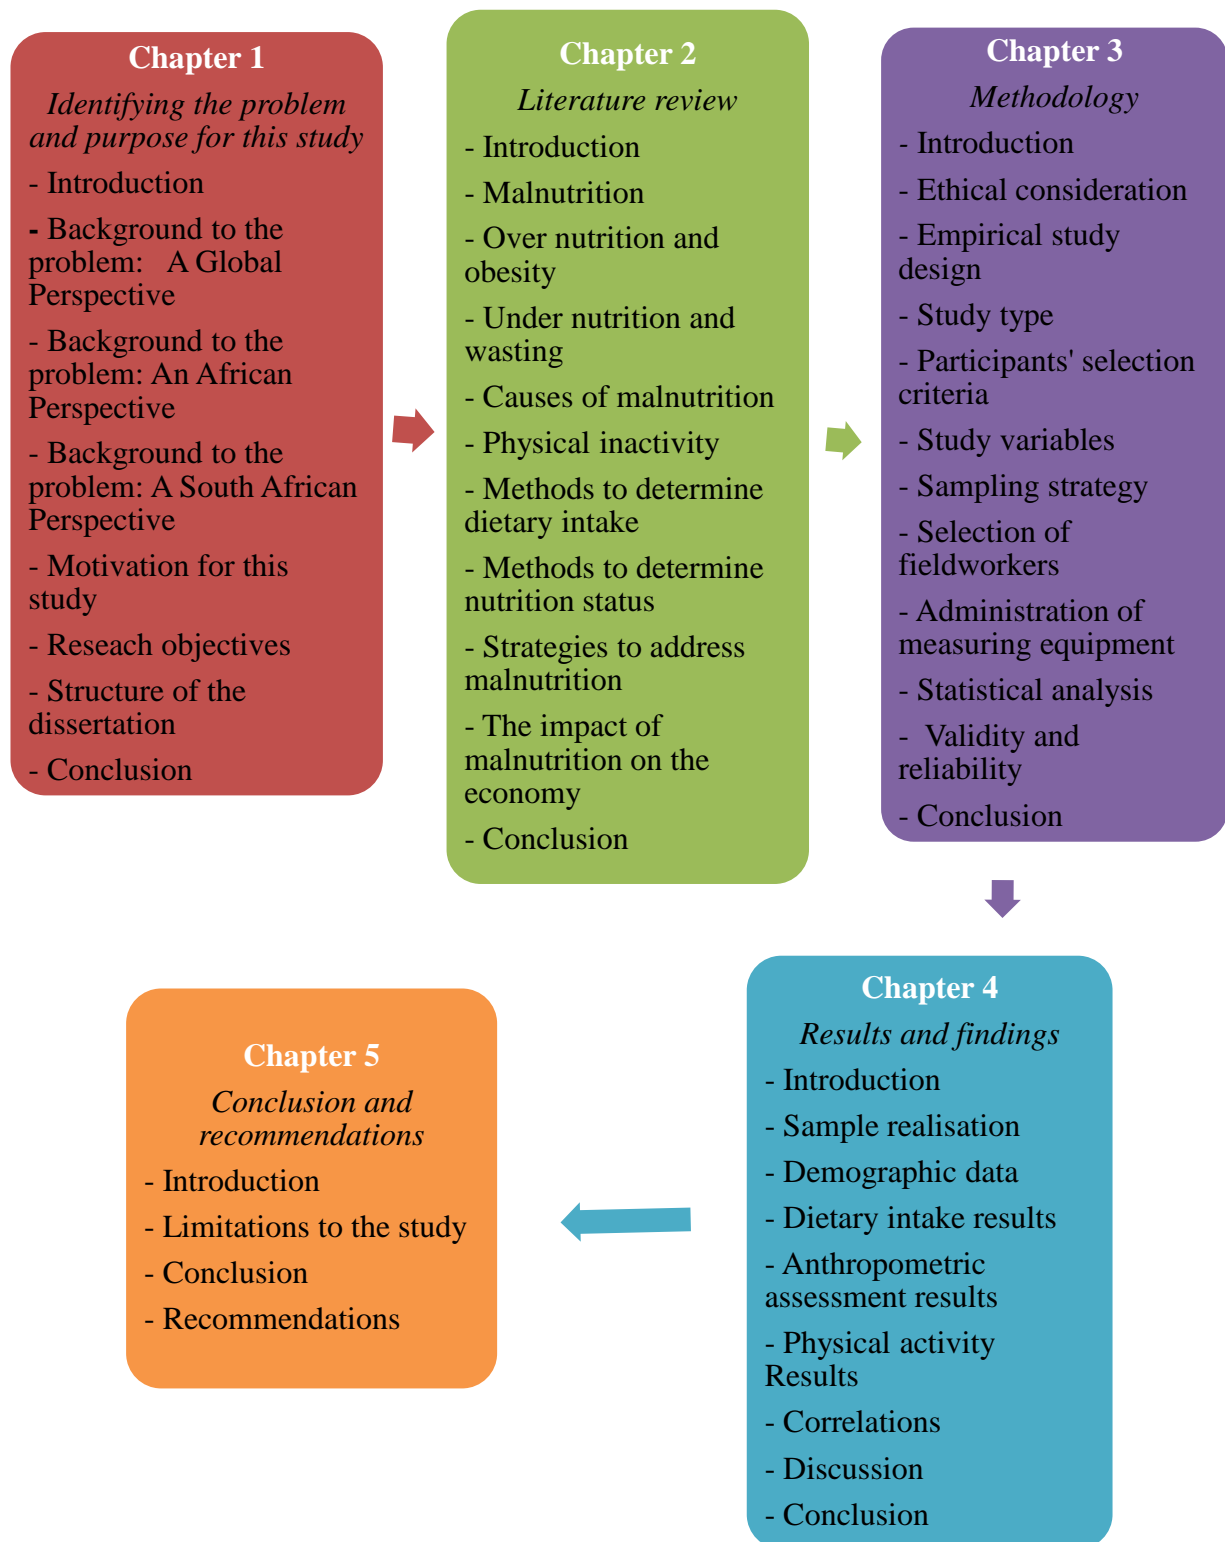 Chapter 1
Identifying the problem
and purpose for this study
- Introduction
- Background to the
problem: A Global
Perspective
- Background to the
problem: An African
Perspective
- Background to the
problem: A South African
Perspective
- Motivation for this
study
- Reseach objectives
- Structure of the
dissertation
- Conclusion
Chapter 2
Literature review
- Introduction
- Malnutrition
- Over nutrition and
obesity
- Under nutrition and
wasting
- Causes of malnutrition
- Physical inactivity
- Methods to determine
dietary intake
- Methods to determine
nutrition status
- Strategies to address
malnutrition
- The impact of
malnutrition on the
economy
- Conclusion
Chapter 3
Methodology
- Introduction
- Ethical consideration
- Empirical study
design
- Study type
- Participants' selection
criteria
- Study variables
- Sampling strategy
- Selection of
fieldworkers
- Administration of
measuring equipment
- Statistical analysis
- Validity and
reliability
- Conclusion
Chapter 4
Results and findings
- Introduction
- Sample realisation
- Demographic data
- Dietary intake results
- Anthropometric
assessment results
- Physical activity
Results
- Correlations
- Discussion
- Conclusion
Chapter 5
Conclusion and
recommendations
- Introduction
- Limitations to the study
- Conclusion
- Recommendations